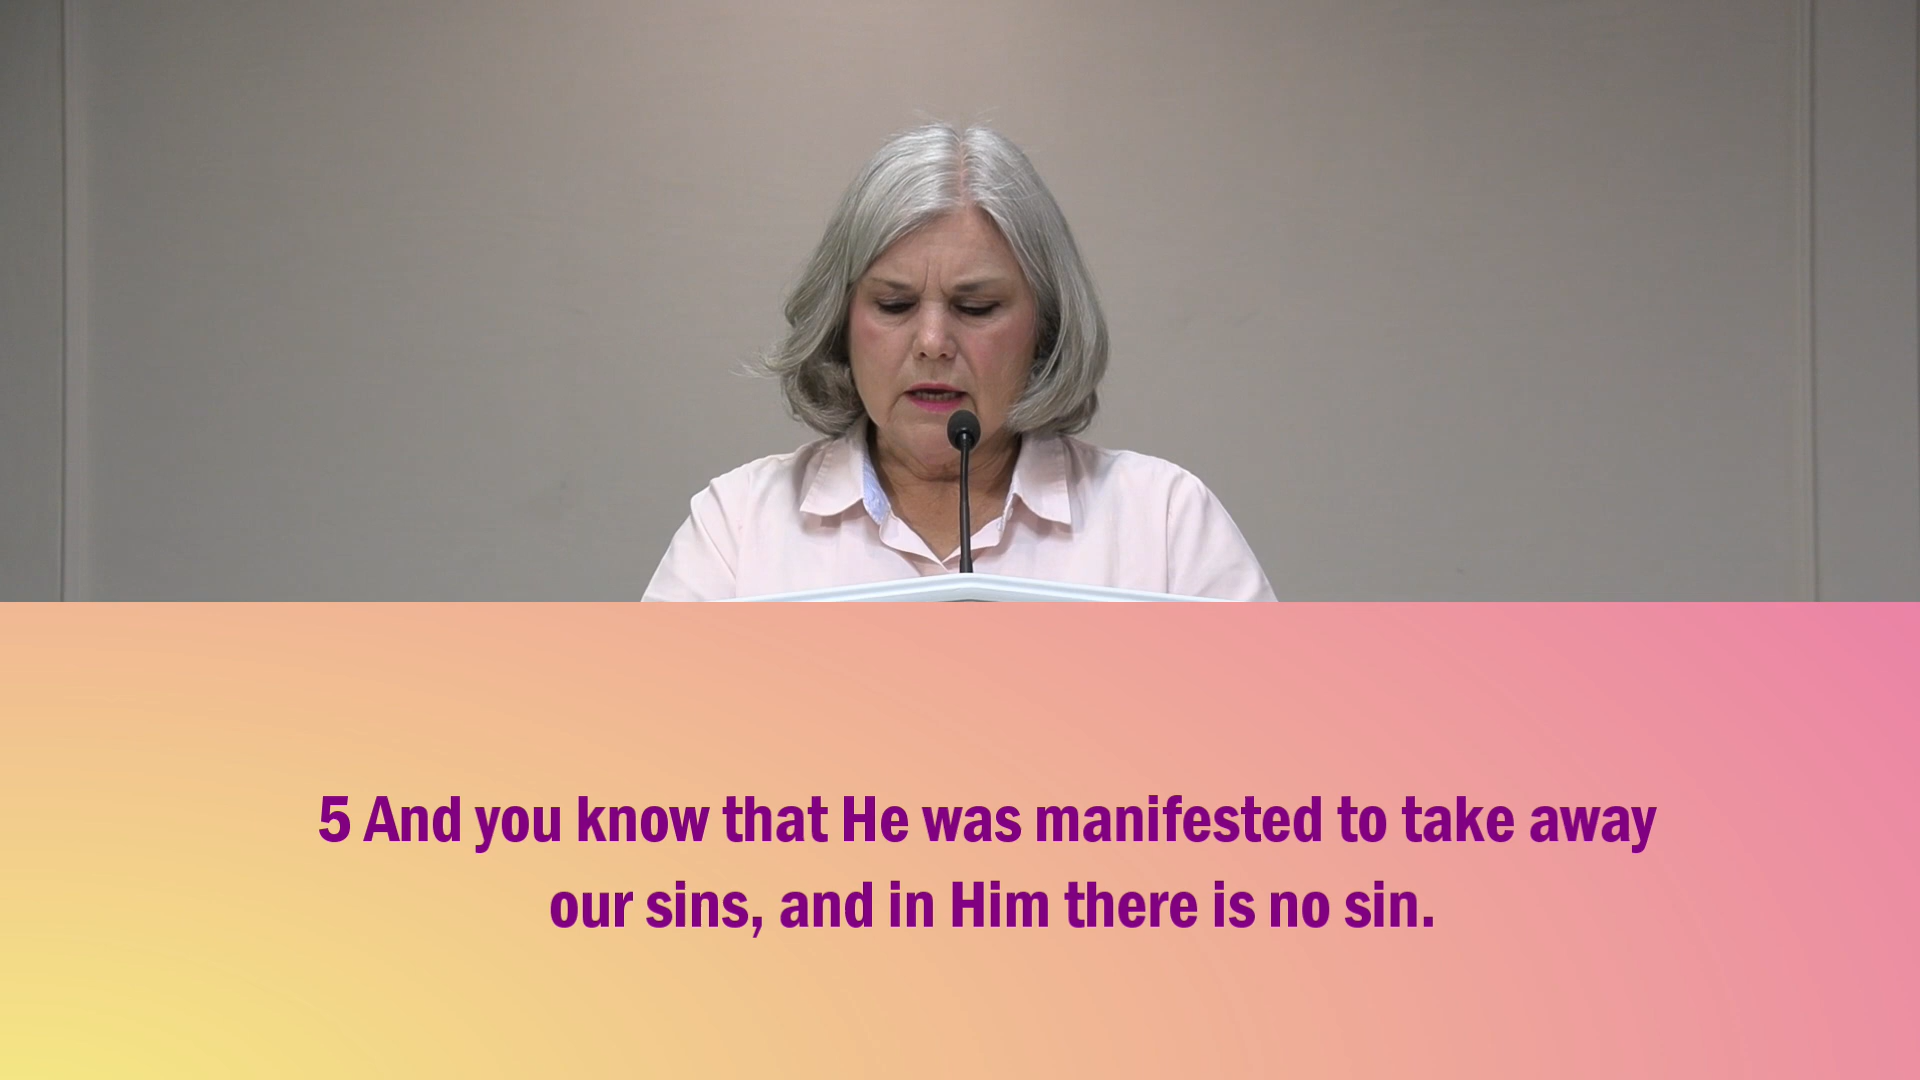 5 And you know that He was manifested to take away
our sins, and in Him there is no sin.